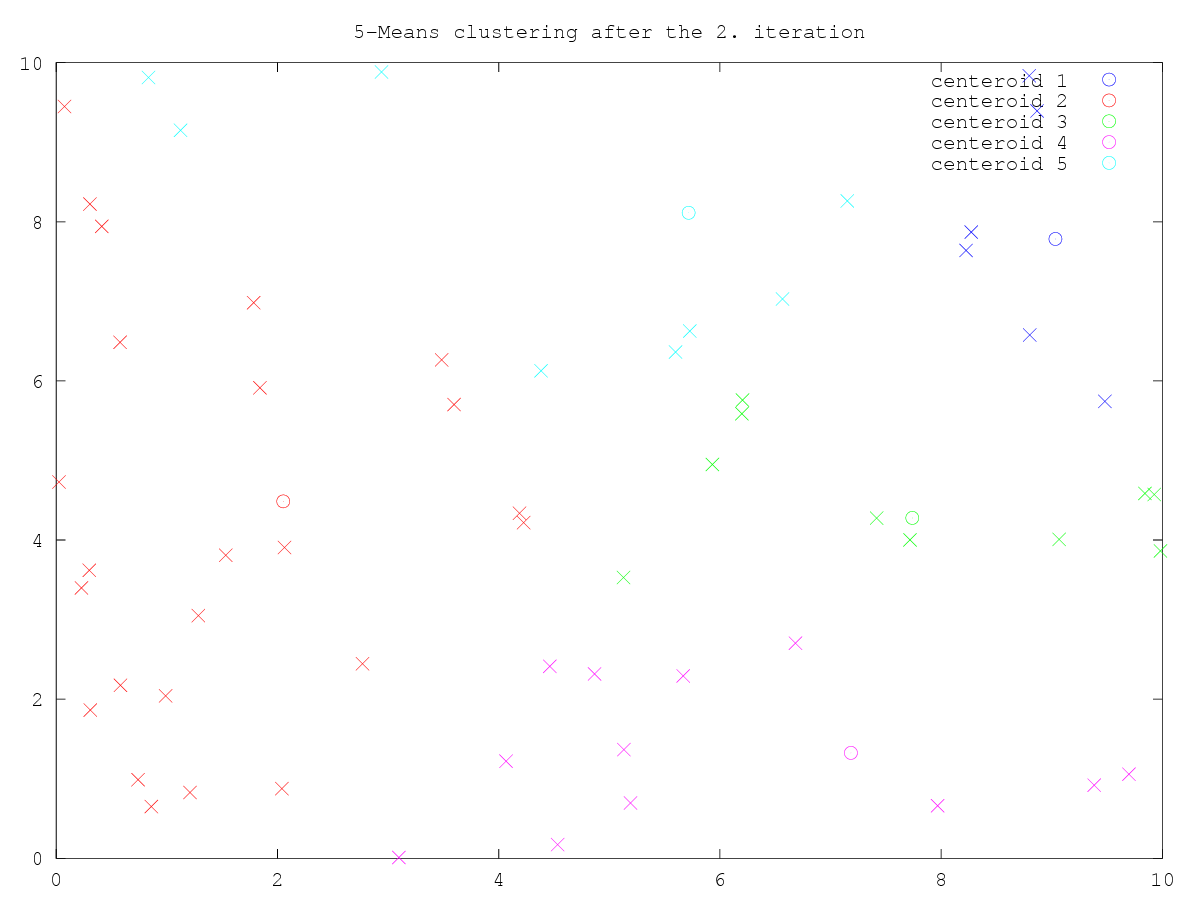 5-Means clustering after the 2. iteration
10
centeroid 1
centeroid 2
centeroid 3
centeroid 4
centeroid 5
8
6
4
2
0
0 2 4 6 8 10